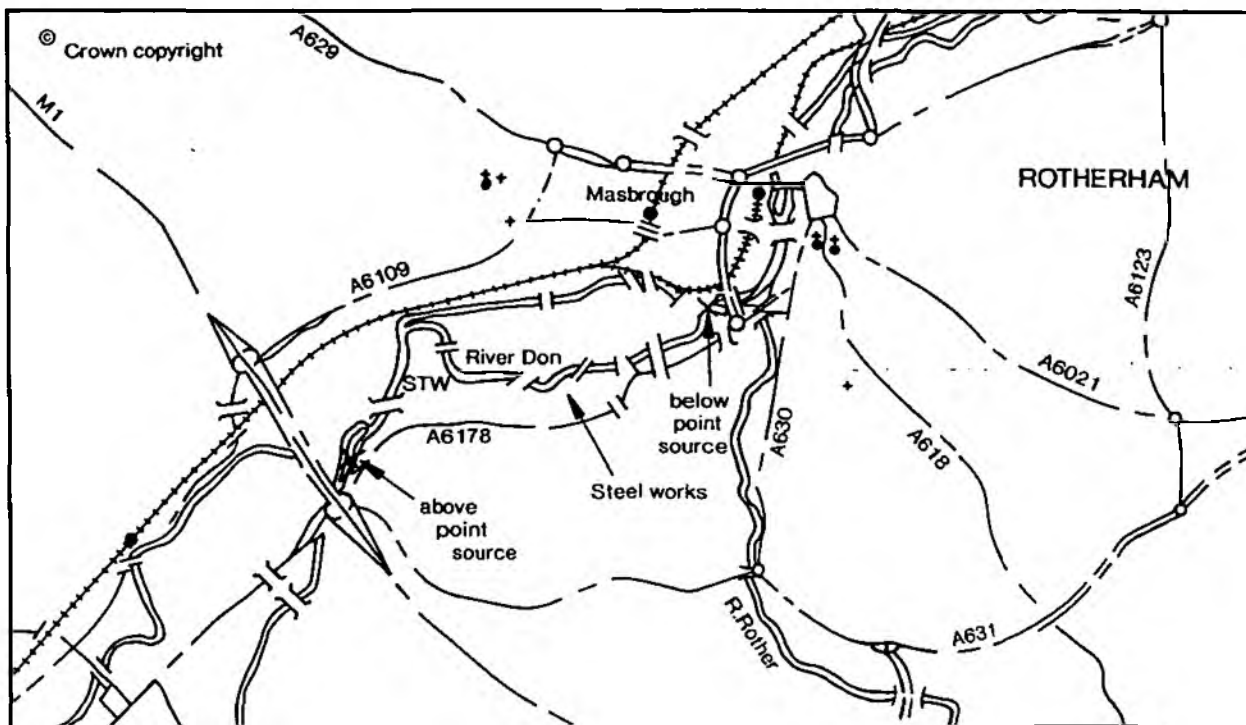 © Crown copyright
A629
M1
Masbrough
ROTHERHAM
A6109
A6123
River Don
STW
A6021
below
point
source
A630
A6178
A618
Steel works
above
point
source
R.Rother
A631